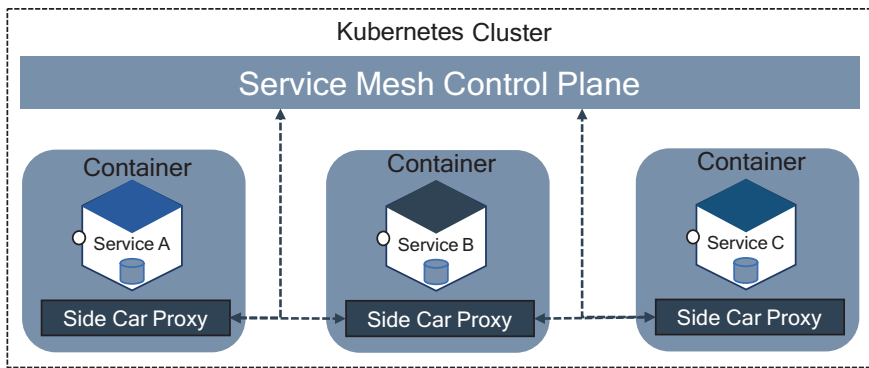 Kubernetes Cluster
Service Mesh Control Plane
Container
Container
Container
Service A
Service B
Service C
Side Car Proxy
Side Car Proxy
Side Car Proxy